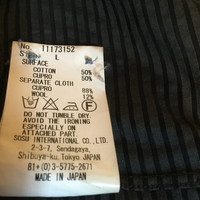 No. 11173152
L
SURFACE
COTTON 50%
CUPRO 50%
SEPARATE CLOTH
CUPRO 88%
WOOL 12%
F
DO NOT TUMBLE DRY
AVOID THE IRONING
ESPECIALLY ON
ATTACHED PART
SOSU INTERNATIONAL CO., LTD.
2-3-7, Sendagaya,
Shibuya-ku, Tokyo, JAPAN
81+(0)3-5775-2671
MADE IN JAPAN